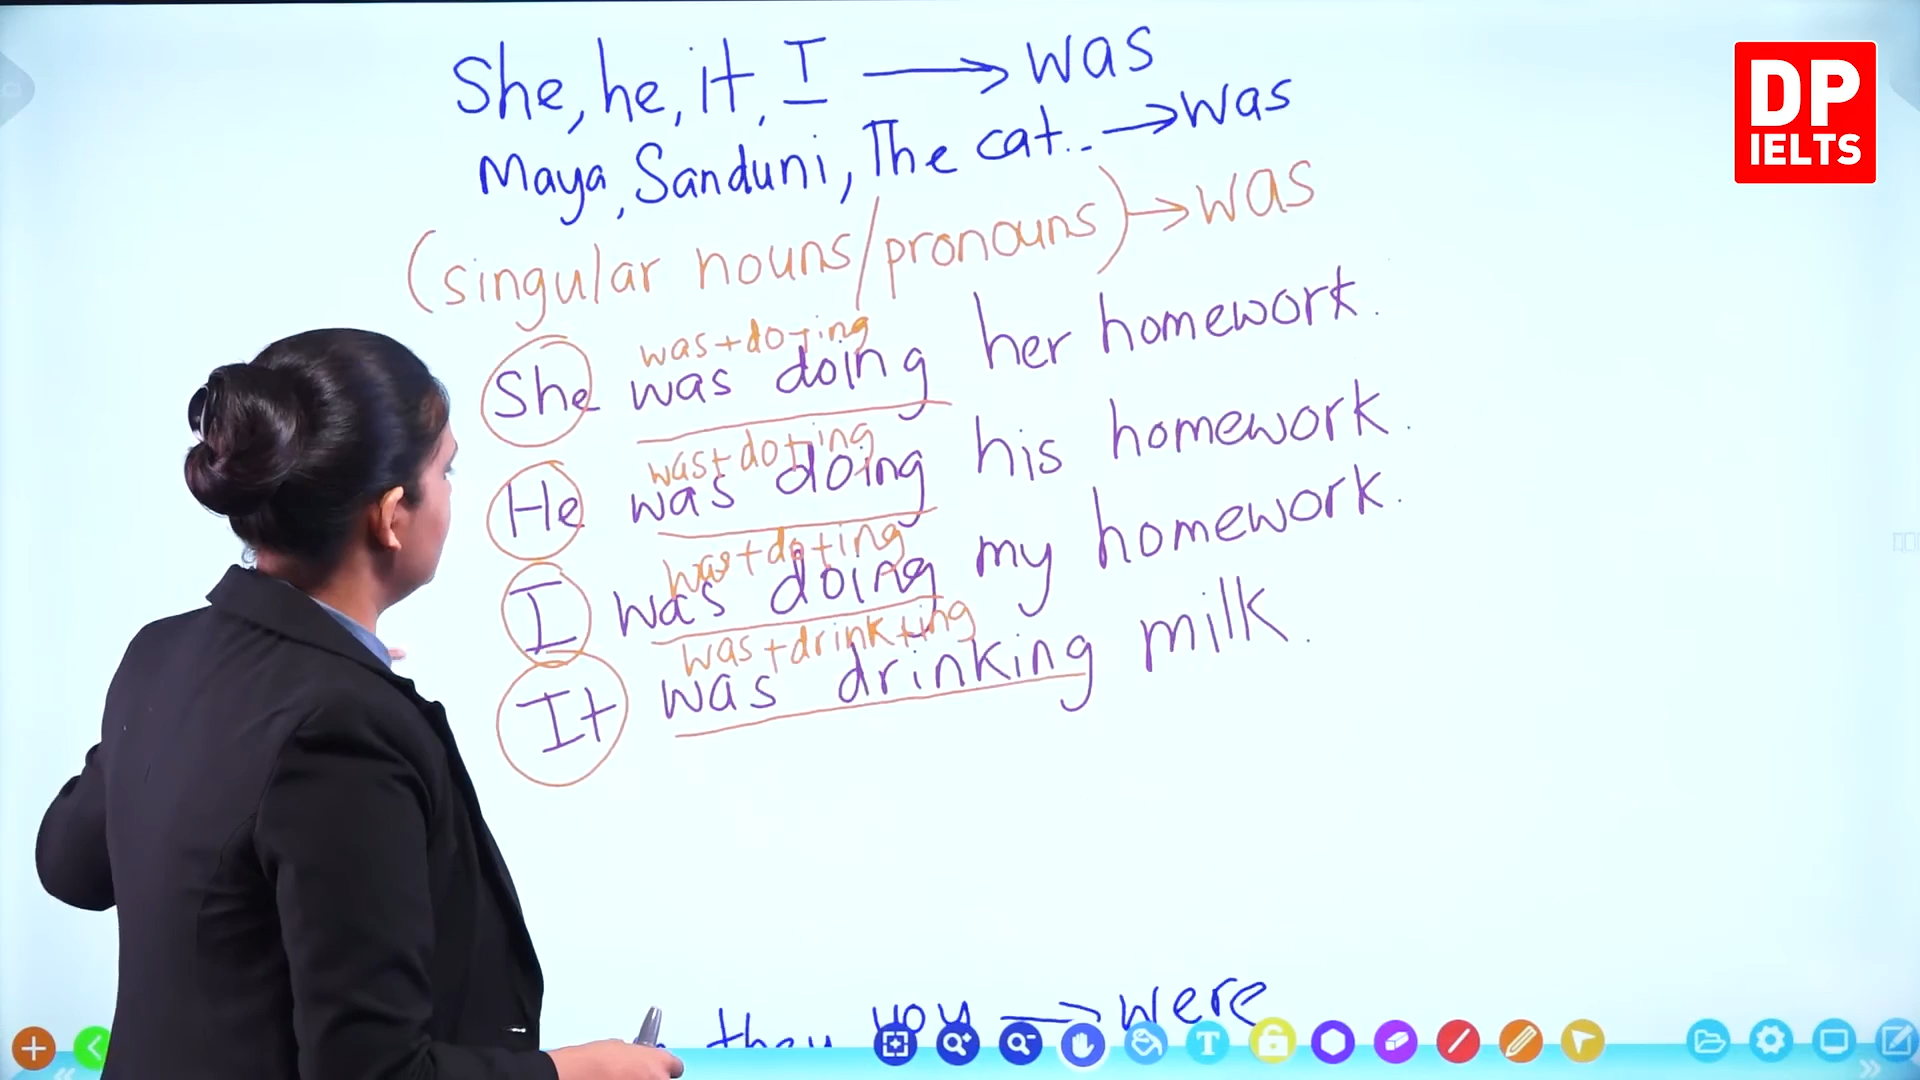 She, he, it, I → was
DP
IELTS
Maya, Sanduni, The cat.. → was
(singular nouns/pronouns) → was
was+do+ing
She was doing her homework.
was+do+ing
He was doing his homework.
was+do+ing
I was doing my homework.
was+drink+ing
It was drinking milk.
they you → were
T